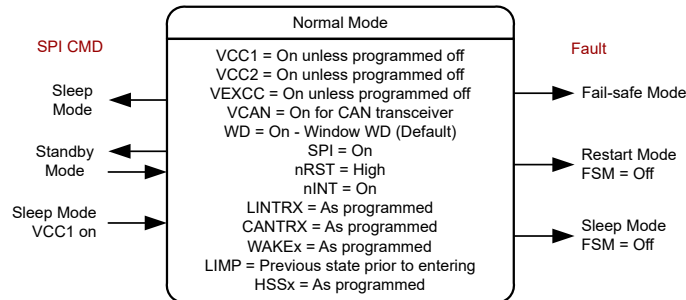 Normal Mode
SPI CMD
Sleep
Mode
Standby
Mode
Sleep Mode
VCC1 on
VCC1 = On unless programmed off
VCC2 = On unless programmed off
VEXCC = On unless programmed off
VCAN = On for CAN transceiver
WD = On - Window WD (Default)
SPI = On
nRST = High
nINT = On
LINTRX = As programmed
CANTRX = As programmed
WAKEx = As programmed
LIMP = Previous state prior to entering
HSSx = As programmed
Fault
Fail-safe Mode
Restart Mode
FSM = Off
Sleep Mode
FSM = Off